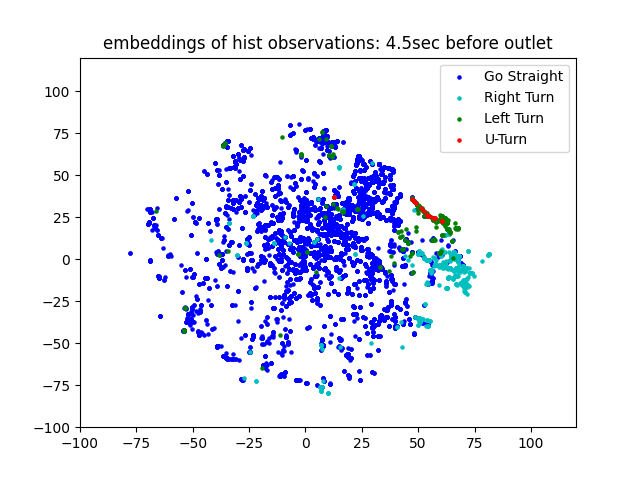 embeddings of hist observations: 4.5sec before outlet
Go Straight
Right Turn
Left Turn
U-Turn
100
75
50
25
0
−25
−50
−75
−100
−100 −75 −50 −25 0 25 50 75 100